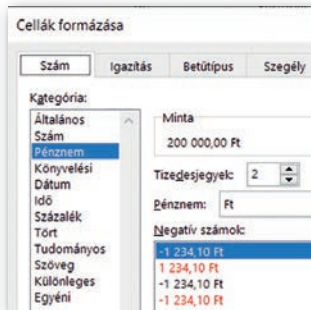 Cellák formázása
Szám Igazítás Betűtípus Szegély
Kategória:
Általános
Szám
Pénznem
Könyvelési
Dátum
Idő
Százalék
Tört
Tudományos
Szöveg
Különleges
Egyéni
Minta
200 000,00 Ft
Tizedesjegyek: 2
Pénznem: Ft
Negatív számok:
-1 234,10 Ft
1 234,10 Ft
-1 234,10 Ft
-1 234,10 Ft